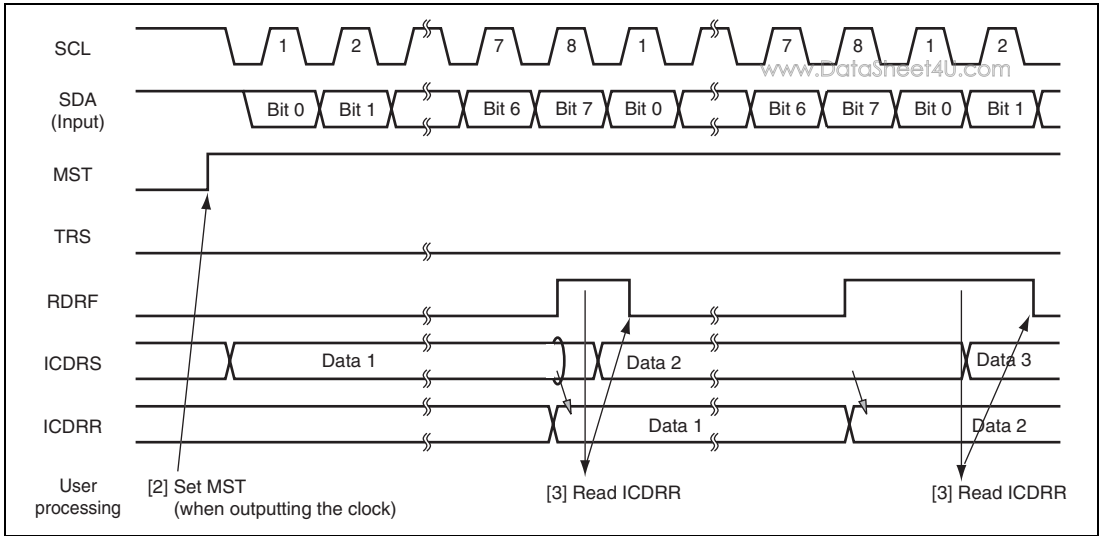 SCL 1 2 7 8 1 7 8 1 2
www.DataSheet4U.com
SDA
(Input)
Bit 0 Bit 1 Bit 6 Bit 7 Bit 0 Bit 6 Bit 7 Bit 0 Bit 1
MST
TRS
RDRF
ICDRS Data 1 Data 2 Data 3
ICDRR Data 1 Data 2
User
processing
[2] Set MST
(when outputting the clock)
[3] Read ICDRR
[3] Read ICDRR